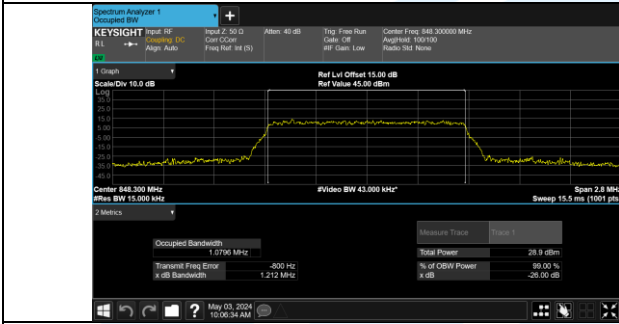 Spectrum Analyzer 1
Occupied BW
KEYSIGHT
RL
Input: RF
Coupling: DC
Align: Auto
Input Z: 50 Ω
Corr CCorr
Freq Ref: Int (S)
Atten: 40 dB
Trig: Free Run
Gate: Off
#IF Gain: Low
Center Freq: 848.300000 MHz
Avg|Hold: 100/100
Radio Std: None
1 Graph
Scale/Div 10.0 dB
Ref Lvl Offset 15.00 dB
Ref Value 45.00 dBm
Log
35.0
25.0
15.0
5.00
-5.00
-15.0
-25.0
-35.0
-45.0
Center 848.300 MHz
#Res BW 15.000 kHz
#Video BW 43.000 kHz*
Span 2.8 MHz
Sweep 15.5 ms (1001 pts)
2 Metrics
Measure Trace
Trace 1
Occupied Bandwidth
1.0796 MHz
Total Power
28.9 dBm
Transmit Freq Error
-800 Hz
% of OBW Power
99.00 %
x dB Bandwidth
1.212 MHz
x dB
-26.00 dB
?
May 03, 2024
10:06:34 AM